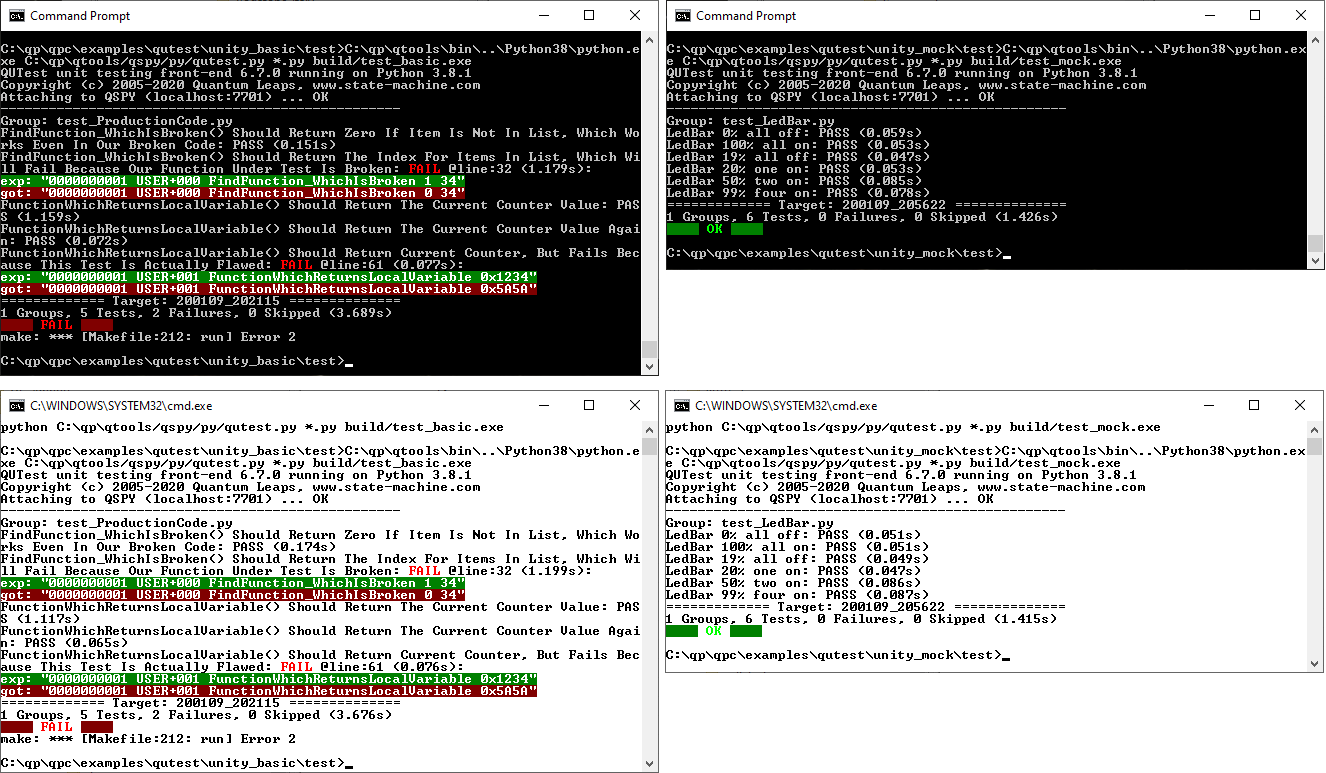 Command Prompt
C:\qp\qpc\examples\qutest\unity_basic\test>C:\qp\qtools\bin\..\Python38\python.e
xe C:\qp\qtools/qspy/py/qutest.py *.py build/test_basic.exe
QUTest unit testing front-end 6.7.0 running on Python 3.8.1
Copyright (c) 2005-2020 Quantum Leaps, www.state-machine.com
Attaching to QSPY (localhost:7701) ... OK
--------------------------------------------------
Group: test_ProductionCode.py
FindFunction_WhichIsBroken() Should Return Zero If Item Is Not In List, Which Wo
rks Even In Our Broken Code: PASS (0.151s)
FindFunction_WhichIsBroken() Should Return The Index For Items In List, Which Wi
ll Fail Because Our Function Under Test Is Broken: FAIL @line:32 (1.179s):
exp: "0000000001 USER+000 FindFunction_WhichIsBroken 1 34"
got: "0000000001 USER+000 FindFunction_WhichIsBroken 0 34"
FunctionWhichReturnsLocalVariable() Should Return The Current Counter Value: PAS
S (1.159s)
FunctionWhichReturnsLocalVariable() Should Return The Current Counter Value Agai
n: PASS (0.072s)
FunctionWhichReturnsLocalVariable() Should Return Current Counter, But Fails Bec
ause This Test Is Actually Flawed: FAIL @line:61 (0.077s):
exp: "0000000001 USER+001 FunctionWhichReturnsLocalVariable 0x1234"
got: "0000000001 USER+001 FunctionWhichReturnsLocalVariable 0x5A5A"
============= Target: 200109_202115 ==============
1 Groups, 5 Tests, 2 Failures, 0 Skipped (3.689s)
FAIL
make: *** [Makefile:212: run] Error 2
C:\qp\qpc\examples\qutest\unity_basic\test>_
Command Prompt
C:\qp\qpc\examples\qutest\unity_mock\test>C:\qp\qtools\bin\..\Python38\python.ex
e C:\qp\qtools/qspy/py/qutest.py *.py build/test_mock.exe
QUTest unit testing front-end 6.7.0 running on Python 3.8.1
Copyright (c) 2005-2020 Quantum Leaps, www.state-machine.com
Attaching to QSPY (localhost:7701) ... OK
--------------------------------------------------
Group: test_LedBar.py
LedBar 0% all off: PASS (0.059s)
LedBar 100% all on: PASS (0.053s)
LedBar 19% all off: PASS (0.047s)
LedBar 20% one on: PASS (0.053s)
LedBar 50% two on: PASS (0.085s)
LedBar 99% four on: PASS (0.078s)
============= Target: 200109_205622 ==============
1 Groups, 6 Tests, 0 Failures, 0 Skipped (1.426s)
OK
C:\qp\qpc\examples\qutest\unity_mock\test>_
C:\WINDOWS\SYSTEM32\cmd.exe
python C:\qp\qtools/qspy/py/qutest.py *.py build/test_basic.exe
C:\qp\qpc\examples\qutest\unity_basic\test>C:\qp\qtools\bin\..\Python38\python.e
xe C:\qp\qtools/qspy/py/qutest.py *.py build/test_basic.exe
QUTest unit testing front-end 6.7.0 running on Python 3.8.1
Copyright (c) 2005-2020 Quantum Leaps, www.state-machine.com
Attaching to QSPY (localhost:7701) ... OK
--------------------------------------------------
Group: test_ProductionCode.py
FindFunction_WhichIsBroken() Should Return Zero If Item Is Not In List, Which Wo
rks Even In Our Broken Code: PASS (0.174s)
FindFunction_WhichIsBroken() Should Return The Index For Items In List, Which Wi
ll Fail Because Our Function Under Test Is Broken: FAIL @line:32 (1.199s):
exp: "0000000001 USER+000 FindFunction_WhichIsBroken 1 34"
got: "0000000001 USER+000 FindFunction_WhichIsBroken 0 34"
FunctionWhichReturnsLocalVariable() Should Return The Current Counter Value: PAS
S (1.117s)
FunctionWhichReturnsLocalVariable() Should Return The Current Counter Value Agai
n: PASS (0.065s)
FunctionWhichReturnsLocalVariable() Should Return Current Counter, But Fails Bec
ause This Test Is Actually Flawed: FAIL @line:61 (0.076s):
exp: "0000000001 USER+001 FunctionWhichReturnsLocalVariable 0x1234"
got: "0000000001 USER+001 FunctionWhichReturnsLocalVariable 0x5A5A"
============= Target: 200109_202115 ==============
1 Groups, 5 Tests, 2 Failures, 0 Skipped (3.676s)
FAIL
make: *** [Makefile:212: run] Error 2
C:\qp\qpc\examples\qutest\unity_basic\test>_
C:\WINDOWS\SYSTEM32\cmd.exe
python C:\qp\qtools/qspy/py/qutest.py *.py build/test_mock.exe
C:\qp\qpc\examples\qutest\unity_mock\test>C:\qp\qtools\bin\..\Python38\python.ex
e C:\qp\qtools/qspy/py/qutest.py *.py build/test_mock.exe
QUTest unit testing front-end 6.7.0 running on Python 3.8.1
Copyright (c) 2005-2020 Quantum Leaps, www.state-machine.com
Attaching to QSPY (localhost:7701) ... OK
--------------------------------------------------
Group: test_LedBar.py
LedBar 0% all off: PASS (0.051s)
LedBar 100% all on: PASS (0.051s)
LedBar 19% all off: PASS (0.049s)
LedBar 20% one on: PASS (0.047s)
LedBar 50% two on: PASS (0.086s)
LedBar 99% four on: PASS (0.087s)
============= Target: 200109_205622 ==============
1 Groups, 6 Tests, 0 Failures, 0 Skipped (1.415s)
OK
C:\qp\qpc\examples\qutest\unity_mock\test>_